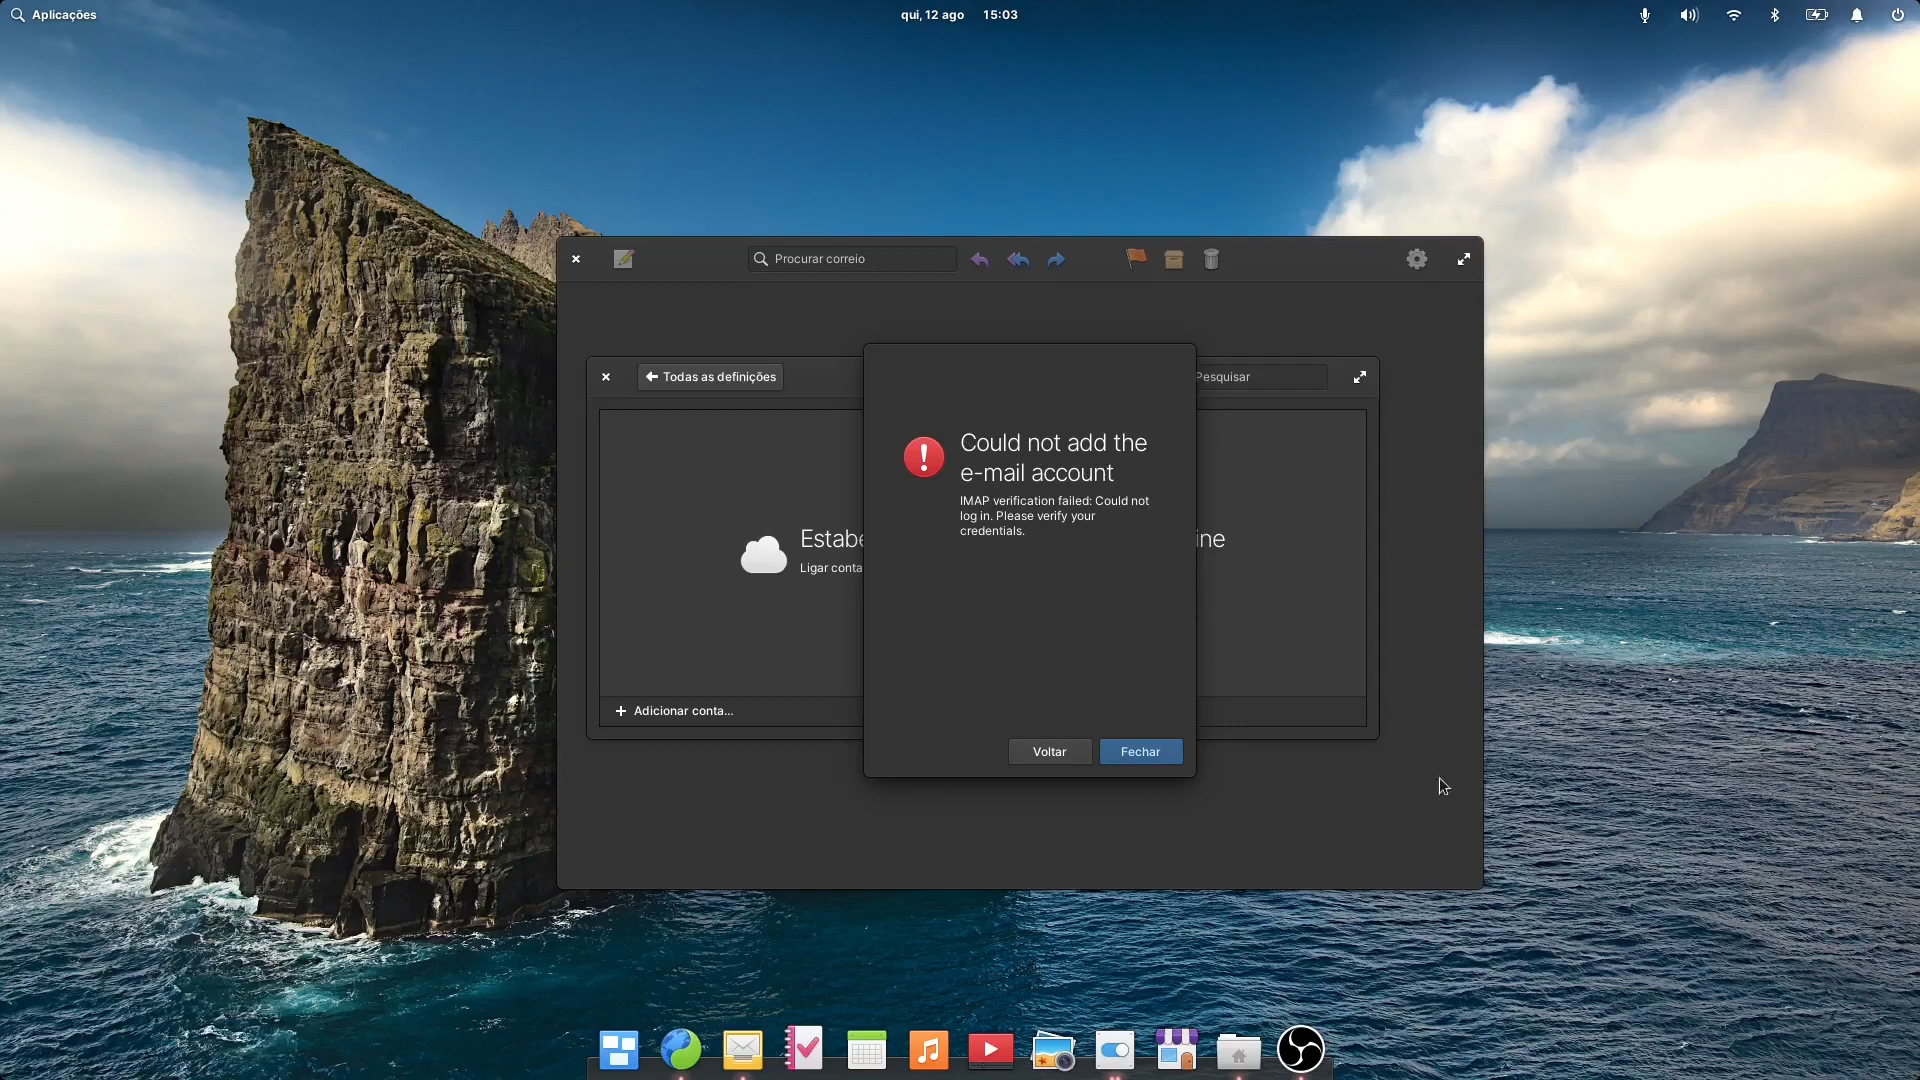 Aplicações
qui, 12 ago 15:03
Procurar correio
Todas as definições
Pesquisar
Could not add the
e-mail account
IMAP verification failed: Could not
log in. Please verify your
credentials.
Estabe
ine
Ligar conta
Adicionar conta...
Voltar
Fechar